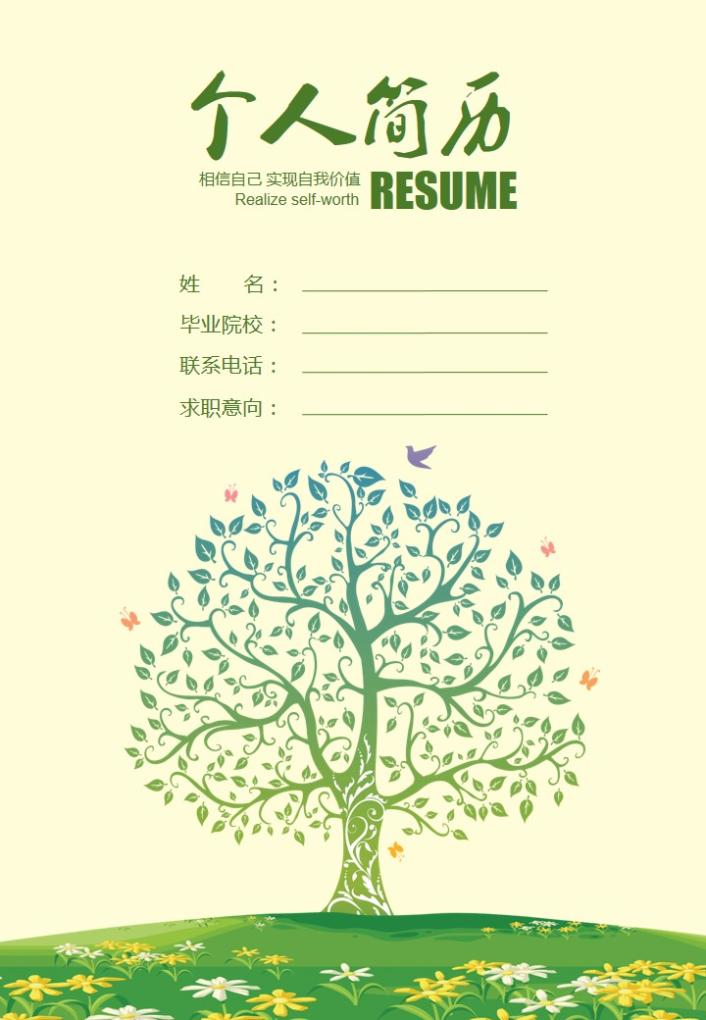 个人简历
相信自己 实现自我价值
Realize self-worth
RESUME
姓 名：
毕业院校：
联系电话：
求职意向：